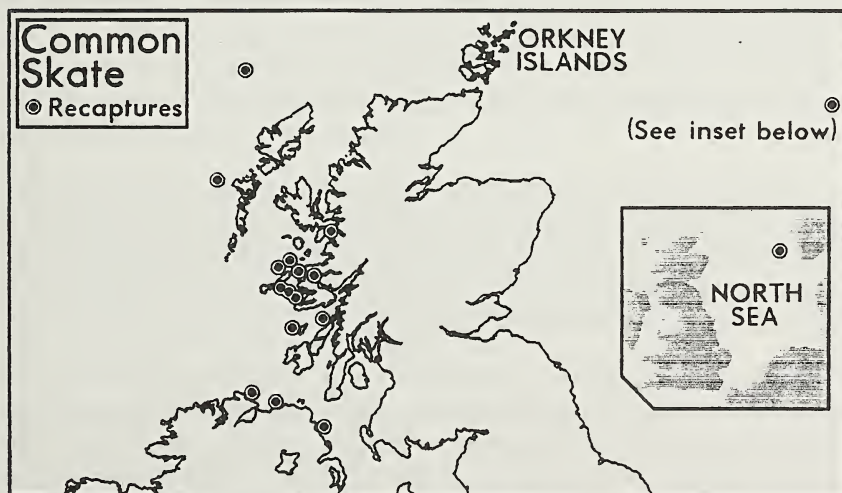 Common
Skate
Recaptures
ORKNEY
ISLANDS
(See inset below)
NORTH
SEA